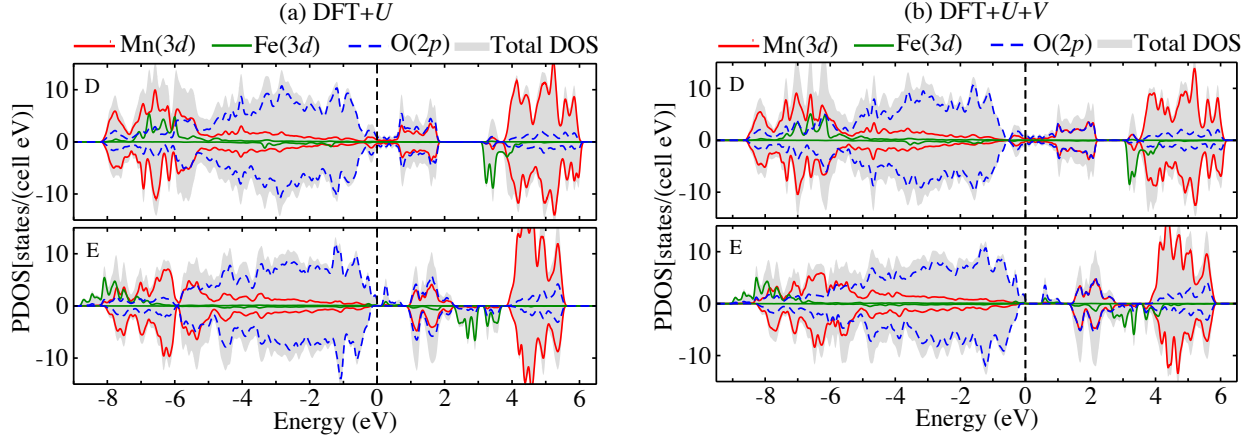 (a) DFT+U
Mn(3d) Fe(3d) O(2p) Total DOS
PDOS[states/(cell eV)]
D
10
0
-10
E
10
0
-10
-8 -6 -4 -2 0 2 4 6
Energy (eV)
(b) DFT+U+V
Mn(3d) Fe(3d) O(2p) Total DOS
PDOS[states/(cell eV)]
D
10
0
-10
E
10
0
-10
-8 -6 -4 -2 0 2 4 6
Energy (eV)